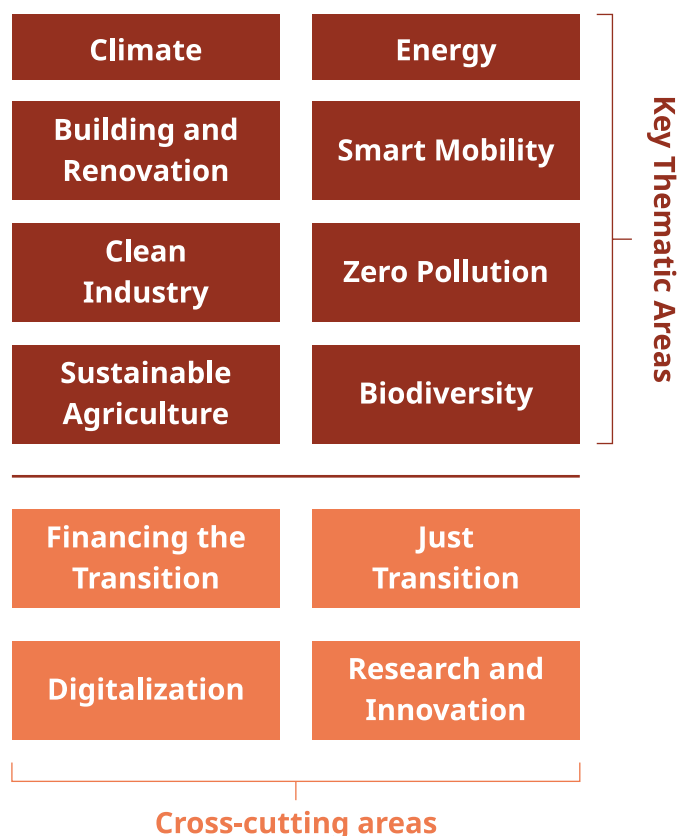 Climate
Energy
Building and
Renovation
Smart Mobility
Clean
Industry
Zero Pollution
Sustainable
Agriculture
Biodiversity
Key Thematic Areas
Financing the
Transition
Just
Transition
Digitalization
Research and
Innovation
Cross-cutting areas